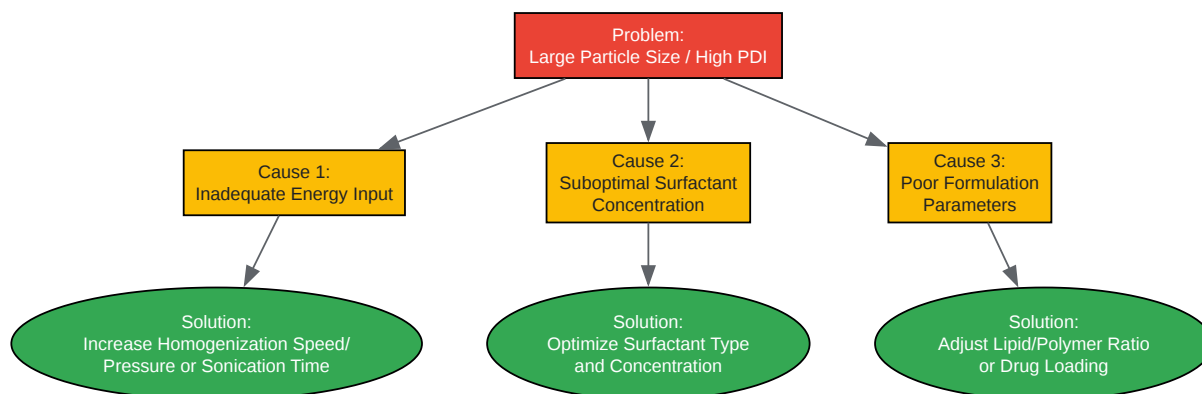 Problem:
Large Particle Size / High PDI
Cause 1:
Inadequate Energy Input
Cause 2:
Suboptimal Surfactant
Concentration
Cause 3:
Poor Formulation
Parameters
Solution:
Increase Homogenization Speed/
Pressure or Sonication Time
Solution:
Optimize Surfactant Type
and Concentration
Solution:
Adjust Lipid/Polymer Ratio
or Drug Loading